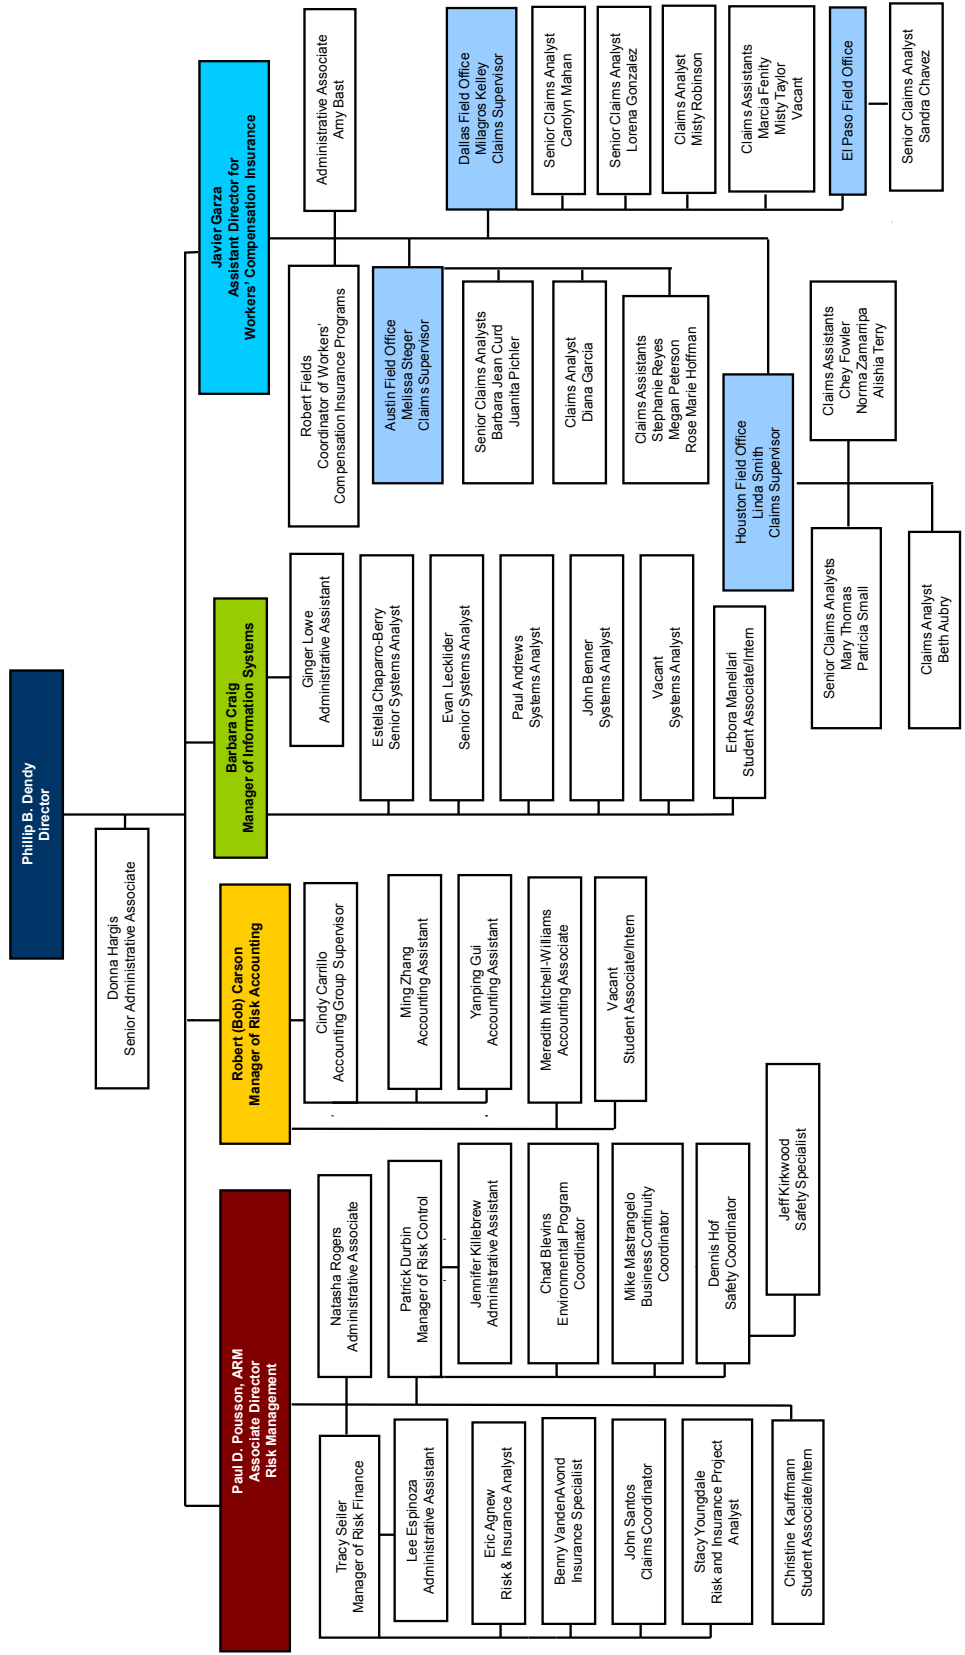 Phillip B. Dendy
Director
Donna Hargis
Senior Administrative Associate
Paul D. Pousson, ARM
Associate Director
Risk Management
Natasha Rogers
Administrative Associate
Tracy Seiler
Manager of Risk Finance
Lee Espinoza
Administrative Assistant
Eric Agnew
Risk & Insurance Analyst
Benny VandenAvond
Insurance Specialist
John Santos
Claims Coordinator
Stacy Youngdale
Risk and Insurance Project
Analyst
Christine Kauffmann
Student Associate/Intern
Patrick Durbin
Manager of Risk Control
Jennifer Killebrew
Administrative Assistant
Chad Blevins
Environmental Program
Coordinator
Mike Mastrangelo
Business Continuity
Coordinator
Dennis Hof
Safety Coordinator
Jeff Kirkwood
Safety Specialist
Robert (Bob) Carson
Manager of Risk Accounting
Cindy Carrillo
Accounting Group Supervisor
Ming Zhang
Accounting Assistant
Yanping Gui
Accounting Assistant
Meredith Mitchell-Williams
Accounting Associate
Vacant
Student Associate/Intern
Barbara Craig
Manager of Information Systems
Ginger Lowe
Administrative Assistant
Estella Chaparro-Berry
Senior Systems Analyst
Evan Lecklider
Senior Systems Analyst
Paul Andrews
Systems Analyst
John Benner
Systems Analyst
Vacant
Systems Analyst
Erbora Manellari
Student Associate/Intern
Javier Garza
Assistant Director for
Workers' Compensation Insurance
Robert Fields
Coordinator of Workers'
Compensation Insurance Programs
Administrative Associate
Amy Bast
Austin Field Office
Melissa Steger
Claims Supervisor
Senior Claims Analysts
Barbara Jean Curd
Juanita Pichler
Claims Analyst
Diana Garcia
Claims Assistants
Stephanie Reyes
Megan Peterson
Rose Marie Hoffman
Dallas Field Office
Milagros Kelley
Claims Supervisor
Senior Claims Analyst
Carolyn Mahan
Senior Claims Analyst
Lorena Gonzalez
Claims Analyst
Misty Robinson
Claims Assistants
Marcia Fenity
Misty Taylor
Vacant
El Paso Field Office
Senior Claims Analyst
Sandra Chavez
Houston Field Office
Linda Smith
Claims Supervisor
Senior Claims Analysts
Mary Thomas
Patricia Small
Claims Assistants
Chey Fowler
Norma Zamarripa
Alishia Terry
Claims Analyst
Beth Aubry